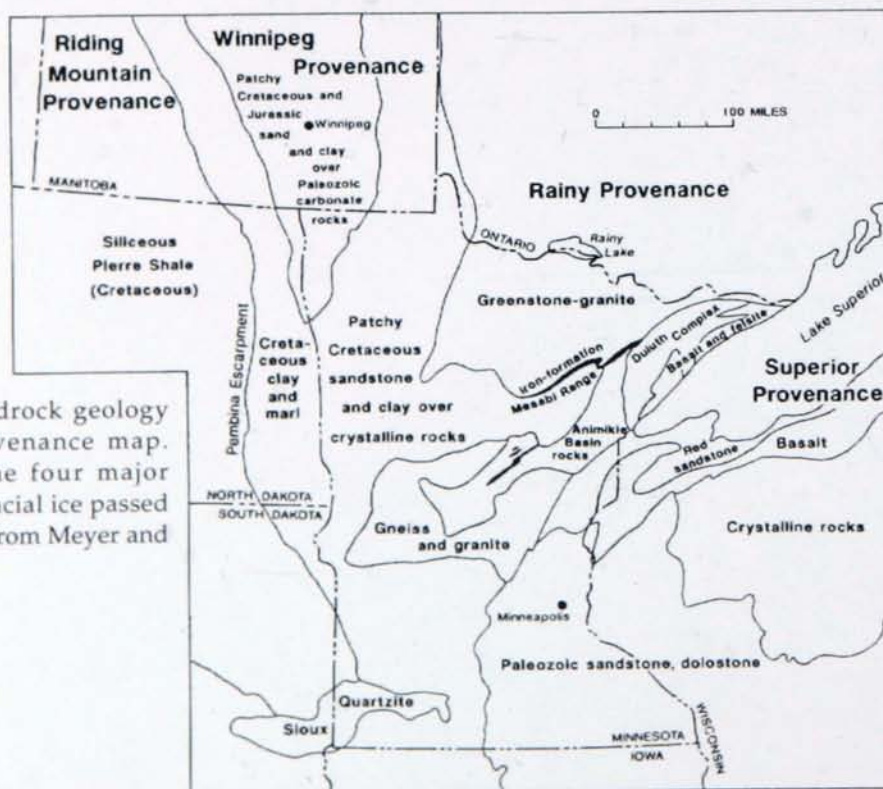 Riding
Mountain
Provenance
Winnipeg
Provenance
Patchy
Cretaceous and
Jurassic
sand
Winnipeg
and clay
over
Paleozoic
carbonate
rocks
MANITOBA
0 100 MILES
Rainy Provenance
ONTARIO
Rainy
Lake
Siliceous
Pierre Shale
(Cretaceous)
Pembina Escarpment
Creta-
ceous
clay
and
marl
Patchy
Cretaceous
sandstone
and clay over
crystalline rocks
Greenstone-granite
Iron-formation
Mesabi Range
Duluth Complex
Basalt and felsite
Lake Superior
Superior
Provenance
Animikie
Basin
rocks
Red
sandstone
Basalt
Crystalline rocks
NORTH DAKOTA
SOUTH DAKOTA
Gneiss
and granite
Minneapolis
Paleozoic sandstone, dolostone
Sioux
Quartzite
MINNESOTA
IOWA
WISCONSIN
drock geology
venance map.
ne four major
acial ice passed
rom Meyer and